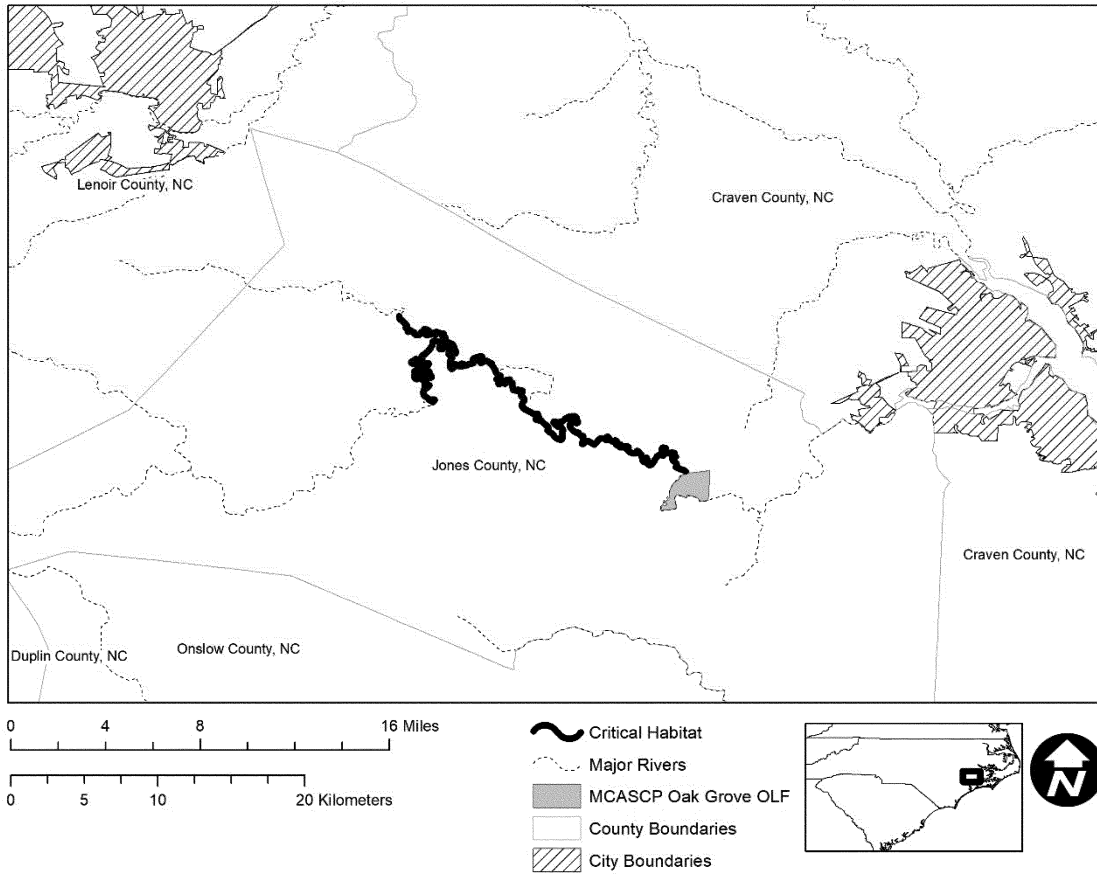 Lenoir County, NC
Craven County, NC
Jones County, NC
Craven County, NC
Duplin County, NC
Onslow County, NC
0 4 8 16 Miles
0 5 10 20 Kilometers
Critical Habitat
Major Rivers
MCASCP Oak Grove OLF
County Boundaries
City Boundaries
N